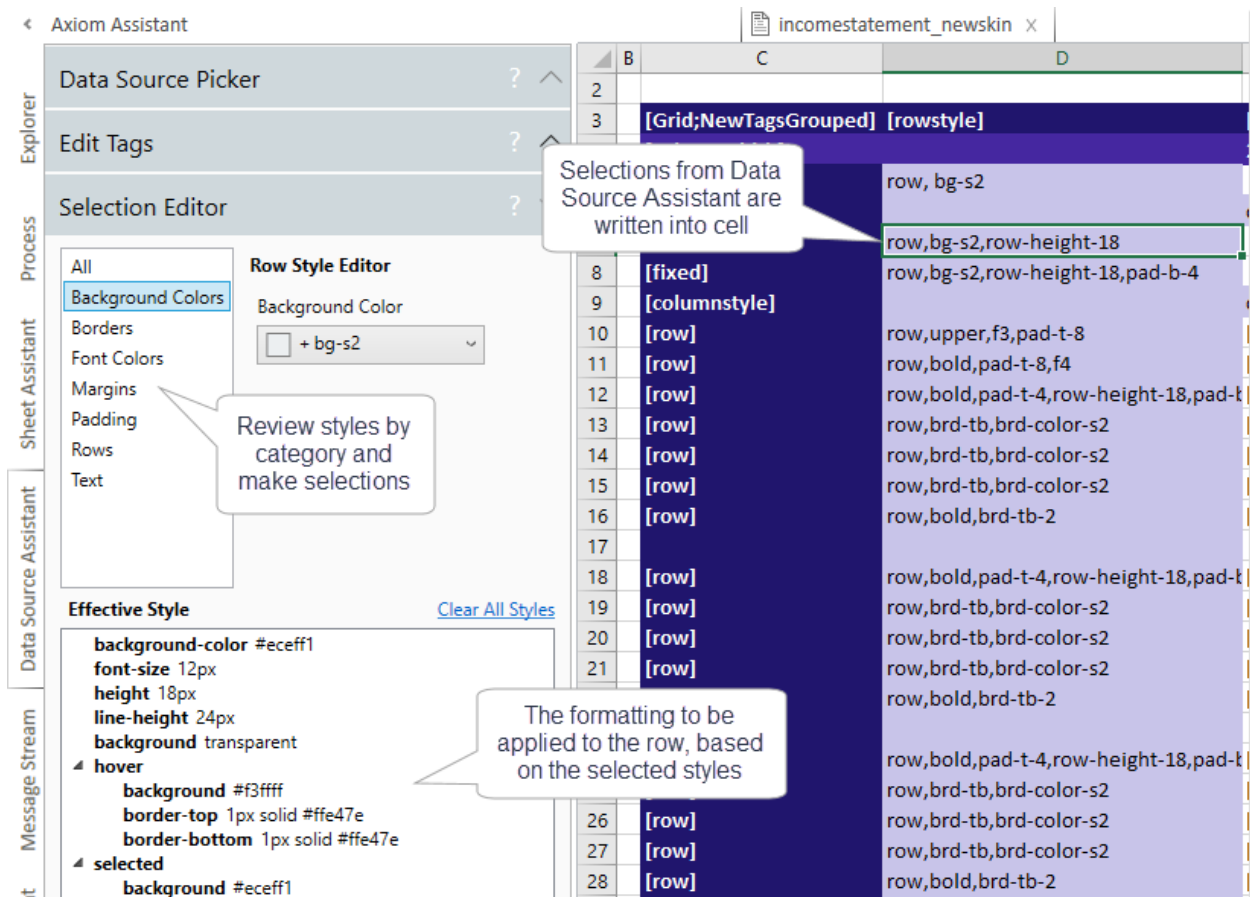 Axiom Assistant
incomestatement_newskin
Explorer
Process
Sheet Assistant
Data Source Assistant
Message Stream
Data Source Picker ?
Edit Tags ?
Selection Editor ?
All
Background Colors
Borders
Font Colors
Margins
Padding
Rows
Text
Row Style Editor
Background Color
+ bg-s2
Review styles by
category and
make selections
Effective Style
Clear All Styles
background-color #eceff1
font-size 12px
height 18px
line-height 24px
background transparent
hover
background #f3ffff
border-top 1px solid #ffe47e
border-bottom 1px solid #ffe47e
selected
background #eceff1
B C D
2
3 [Grid;NewTagsGrouped] [rowstyle]
Selections from Data
Source Assistant are
written into cell
row, bg-s2
row,bg-s2,row-height-18
8 [fixed] row,bg-s2,row-height-18,pad-b-4
9 [columnstyle]
10 [row] row,upper,f3,pad-t-8
11 [row] row,bold,pad-t-8,f4
12 [row] row,bold,pad-t-4,row-height-18,pad-b
13 [row] row,brd-tb,brd-color-s2
14 [row] row,brd-tb,brd-color-s2
15 [row] row,brd-tb,brd-color-s2
16 [row] row,bold,brd-tb-2
17
18 [row] row,bold,pad-t-4,row-height-18,pad-b
19 [row] row,brd-tb,brd-color-s2
20 [row] row,brd-tb,brd-color-s2
21 [row] row,brd-tb,brd-color-s2
row,bold,brd-tb-2
The formatting to be
applied to the row, based
on the selected styles
row,bold,pad-t-4,row-height-18,pad-b
row,brd-tb,brd-color-s2
26 [row] row,brd-tb,brd-color-s2
27 [row] row,brd-tb,brd-color-s2
28 [row] row,bold,brd-tb-2